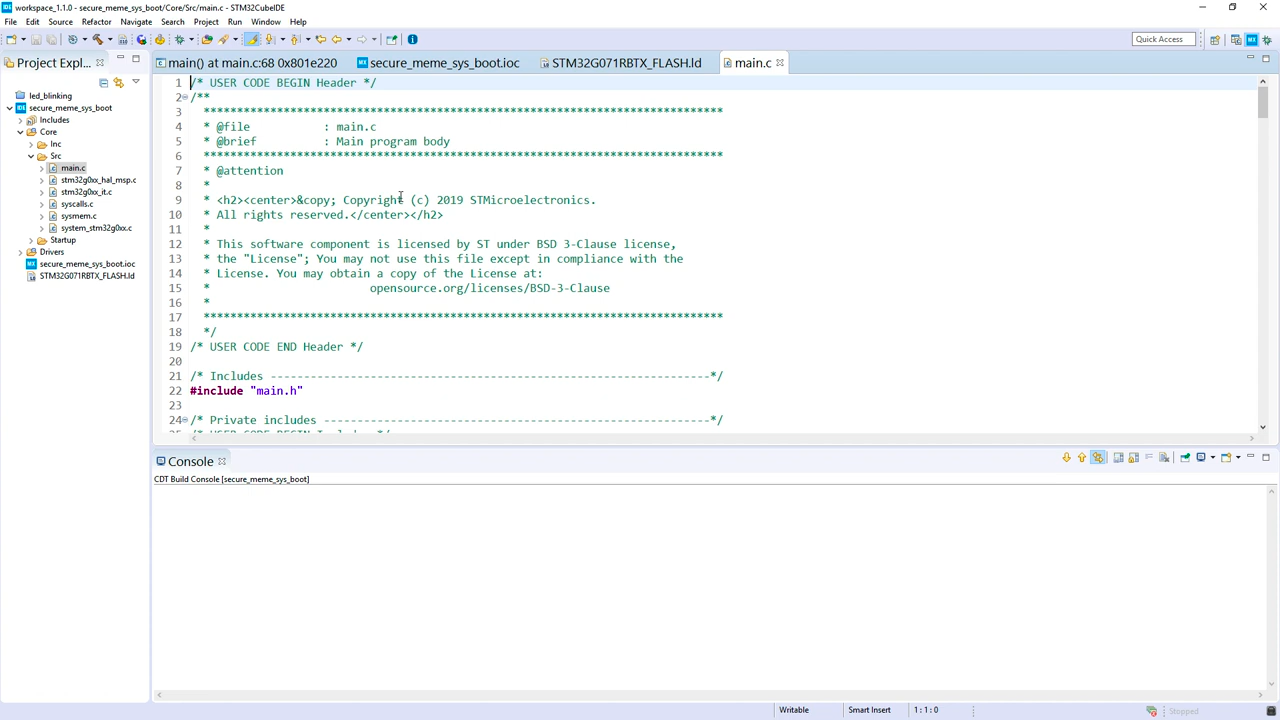 workspace_1.1.0 - secure_meme_sys_boot/Core/Src/main.c - STM32CubeIDE
File Edit Source Refactor Navigate Search Project Run Window Help
Quick Access
Project Expl...
main() at main.c:68 0x801e220
secure_meme_sys_boot.ioc
STM32G071RBTX_FLASH.ld
main.c
led_blinking
secure_meme_sys_boot
Includes
Core
Inc
Src
main.c
stm32g0xx_hal_msp.c
stm32g0xx_it.c
syscalls.c
sysmem.c
system_stm32g0xx.c
Startup
Drivers
secure_meme_sys_boot.ioc
STM32G071RBTX_FLASH.ld
1 /* USER CODE BEGIN Header */
2 /**
3 ******************************************************************************
4 * @file : main.c
5 * @brief : Main program body
6 ******************************************************************************
7 * @attention
8 *
9 * <h2><center>&copy; Copyright (c) 2019 STMicroelectronics.
10 * All rights reserved.</center></h2>
11 *
12 * This software component is licensed by ST under BSD 3-Clause license,
13 * the "License"; You may not use this file except in compliance with the
14 * License. You may obtain a copy of the License at:
15 * opensource.org/licenses/BSD-3-Clause
16 *
17 ******************************************************************************
18 */
19 /* USER CODE END Header */
20
21 /* Includes ------------------------------------------------------------------*/
22 #include "main.h"
23
24 /* Private includes ----------------------------------------------------------*/
25 /* USER CODE BEGIN Includes */
Console
CDT Build Console [secure_meme_sys_boot]
Writable Smart Insert 1 : 1 : 0 Stopped